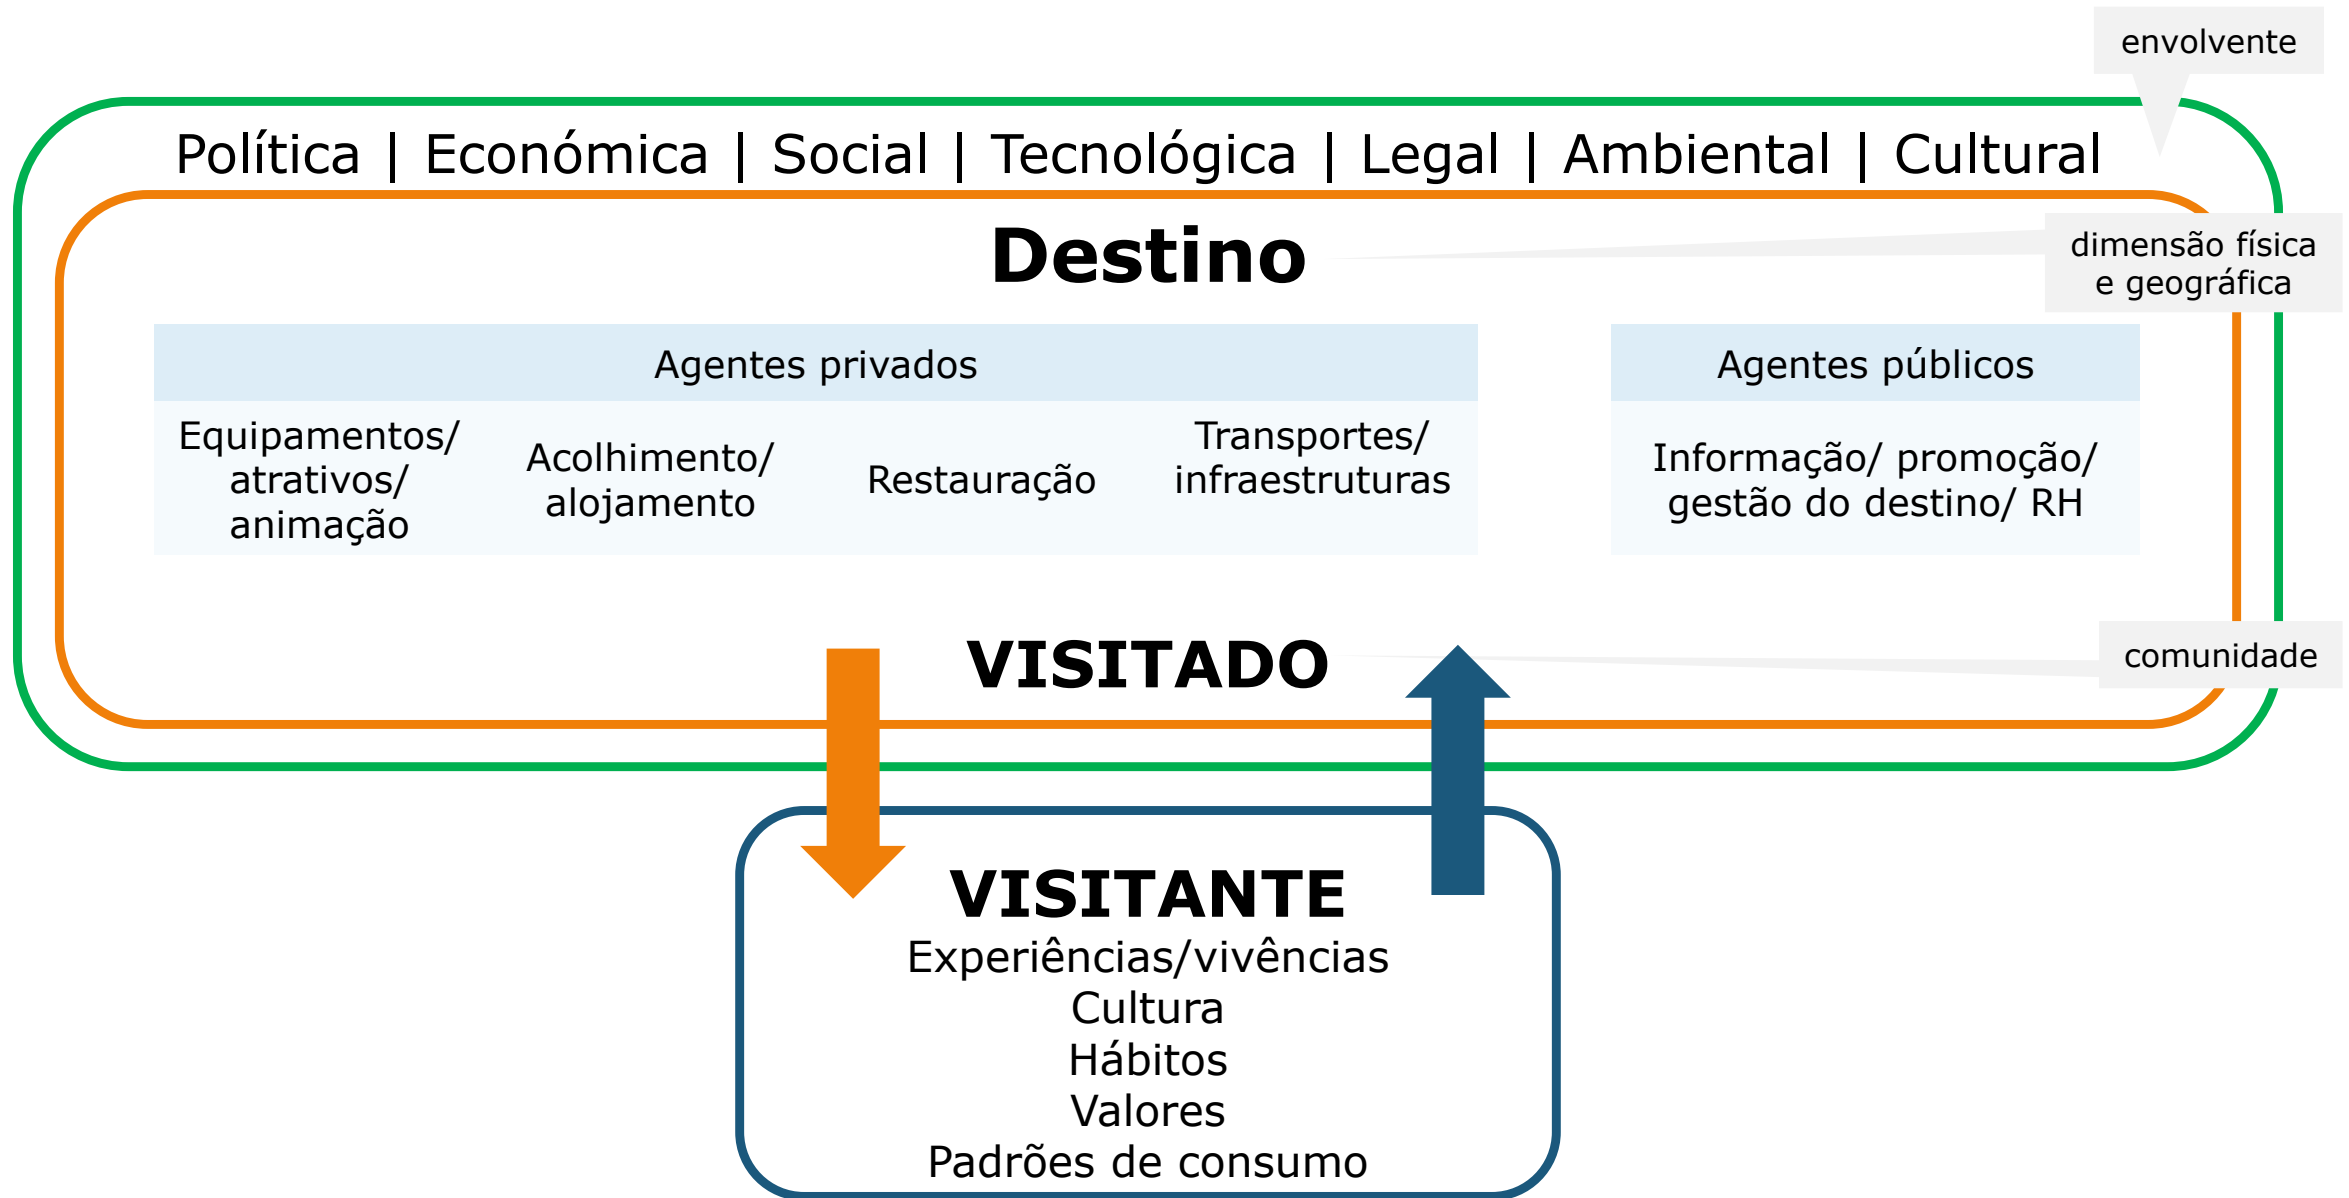 envolvente
Política | Económica | Social | Tecnológica | Legal | Ambiental | Cultural
Destino
dimensão física
e geográfica
Agentes privados
Equipamentos/
atrativos/
animação
Acolhimento/
alojamento
Restauração
Transportes/
infraestruturas
Agentes públicos
Informação/ promoção/
gestão do destino/ RH
VISITADO
comunidade
VISITANTE
Experiências/vivências
Cultura
Hábitos
Valores
Padrões de consumo